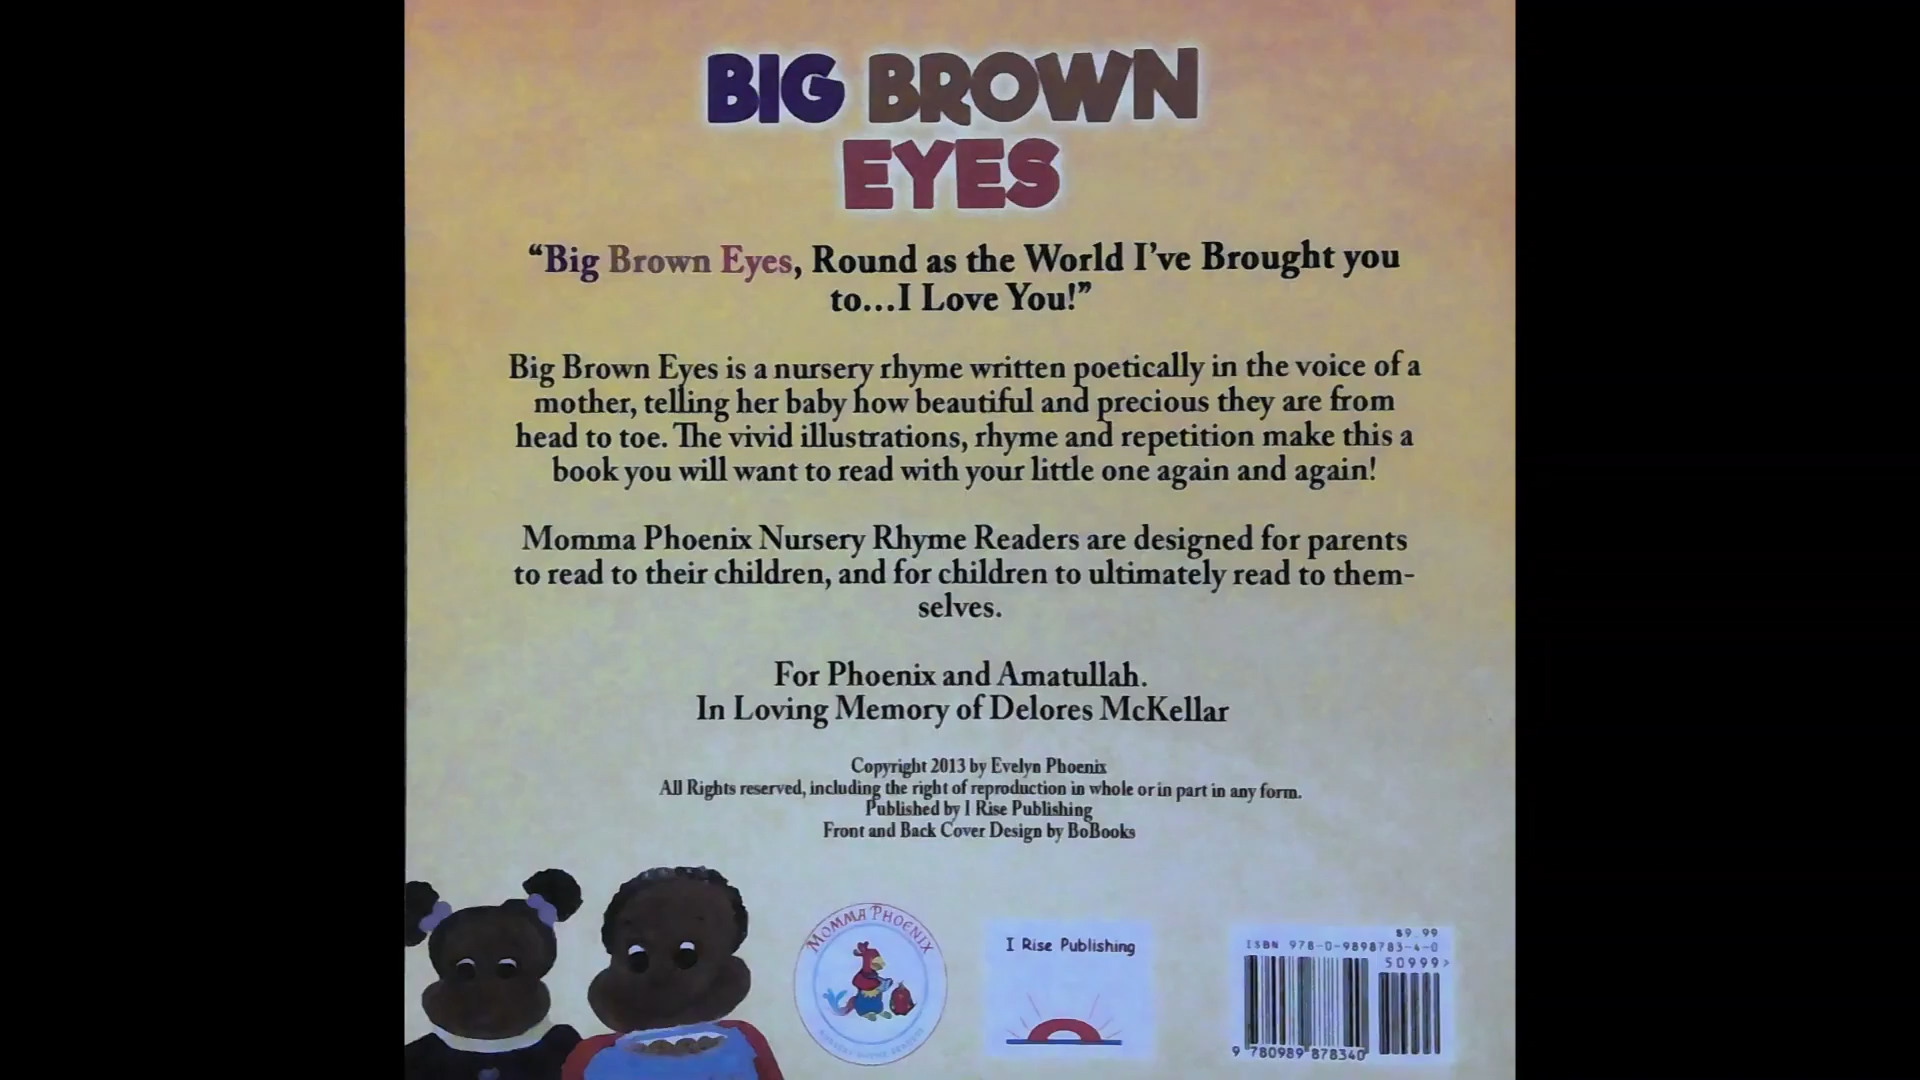 BIG BROWN
EYES
“Big Brown Eyes, Round as the World I’ve Brought you
to...I Love You!”
Big Brown Eyes is a nursery rhyme written poetically in the voice of a
mother, telling her baby how beautiful and precious they are from
head to toe. The vivid illustrations, rhyme and repetition make this a
book you will want to read with your little one again and again!
Momma Phoenix Nursery Rhyme Readers are designed for parents
to read to their children, and for children to ultimately read to them-
selves.
For Phoenix and Amatullah.
In Loving Memory of Delores McKellar
Copyright 2013 by Evelyn Phoenix
All Rights reserved, including the right of reproduction in whole or in part in any form.
Published by I Rise Publishing
Front and Back Cover Design by BoBooks
MOMMA PHOENIX
NURSERY RHYME READERS
I Rise Publishing
$9.99
ISBN 978-0-9898783-4-0
50999>
9 780989 878340